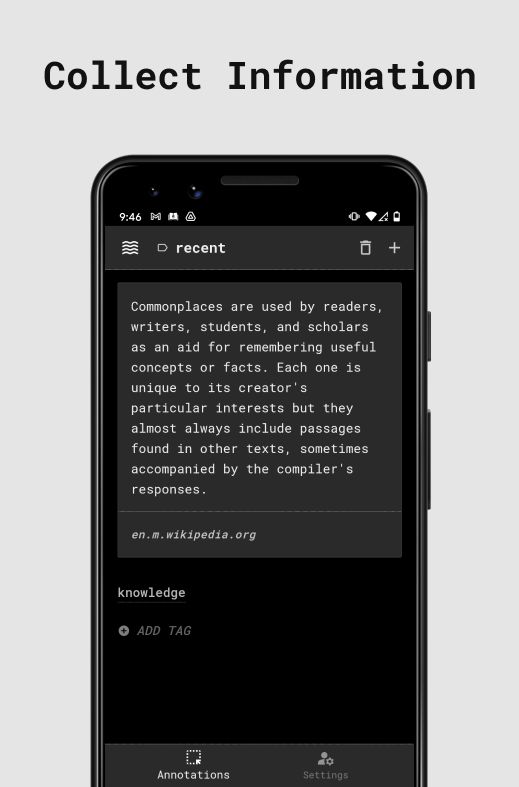 Collect Information
9:46
recent
Commonplaces are used by readers,
writers, students, and scholars
as an aid for remembering useful
concepts or facts. Each one is
unique to its creator's
particular interests but they
almost always include passages
found in other texts, sometimes
accompanied by the compiler's
responses.
en.m.wikipedia.org
knowledge
ADD TAG
Annotations
Settings